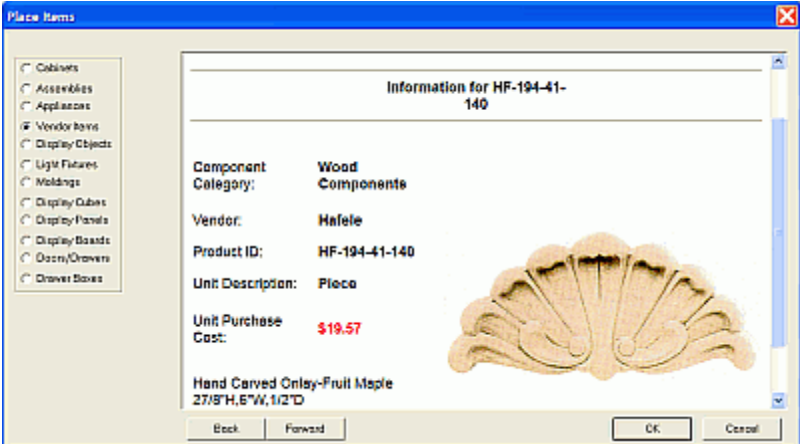 Place Items
Cabinets
Assemblies
Appliances
Vendor Items
Display Objects
Light Fixtures
Moldings
Display Cubes
Display Panels
Display Boards
Doors/Drawers
Drawer Boxes
Information for HF-194-41-
140
Component
Category:
Wood
Components
Vendor:
Hafele
Product ID:
HF-194-41-140
Unit Description:
Piece
Unit Purchase
Cost:
$19.57
Hand Carved Onlay-Fruit Maple
27/8"H,6"W,1/2"D
Back
Forward
OK
Cancel